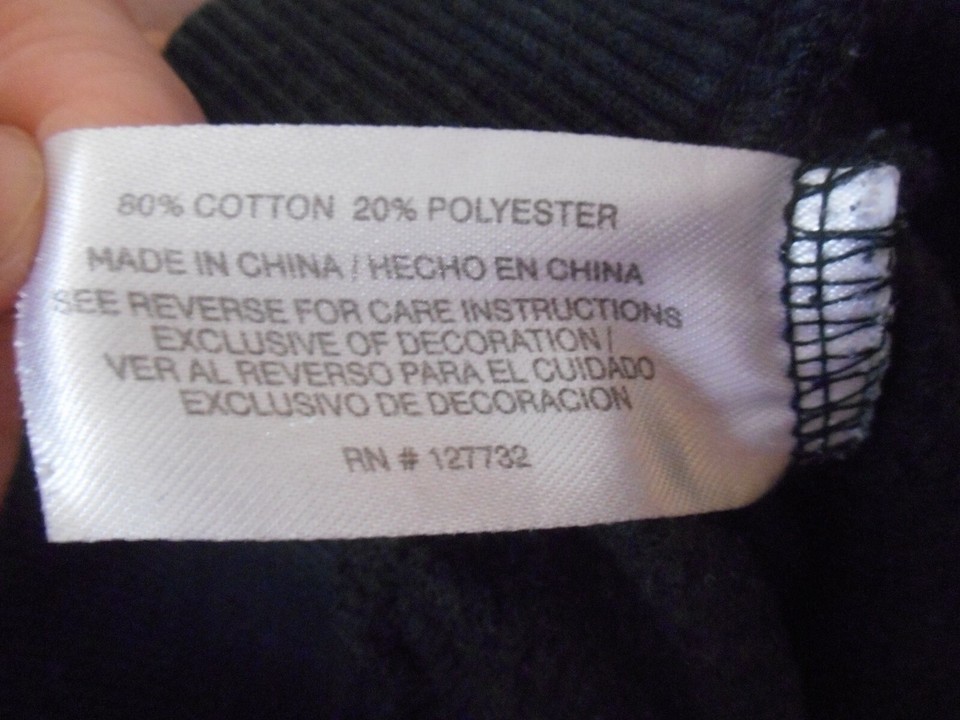 80% COTTON 20% POLYESTER
MADE IN CHINA / HECHO EN CHINA
SEE REVERSE FOR CARE INSTRUCTIONS
EXCLUSIVE OF DECORATION /
VER AL REVERSO PARA EL CUIDADO
EXCLUSIVO DE DECORACION
RN # 127732